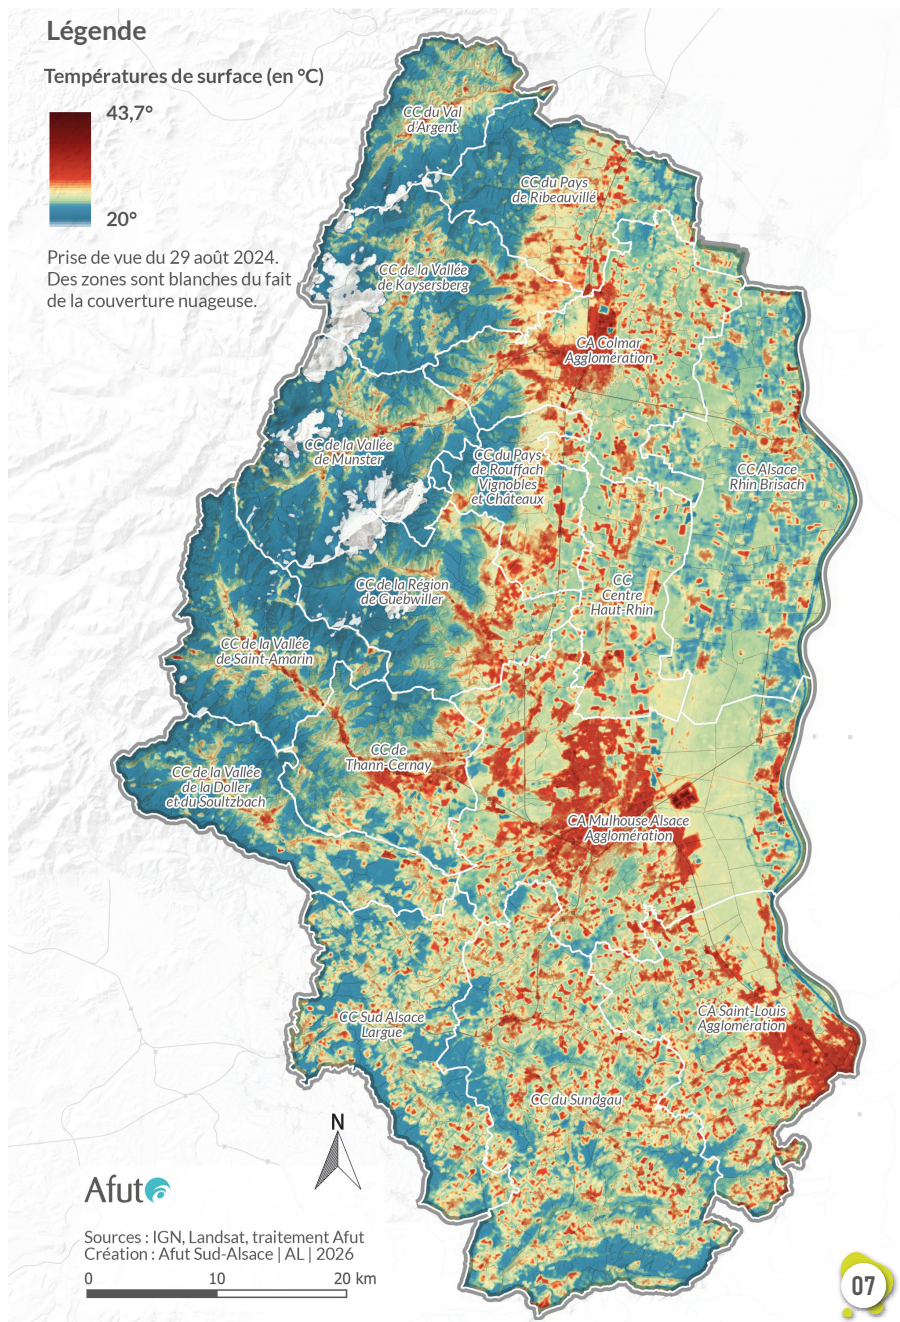 Légende
Températures de surface (en °C)
43,7°
20°
Prise de vue du 29 août 2024.
Des zones sont blanches du fait
de la couverture nuageuse.
CC du Val
d'Argent
CC du Pays
de Ribeauvillé
CC de la Vallée
de Kaysersberg
CA Colmar
Agglomération
CC de la Vallée
de Munster
CC du Pays
de Rouffach
Vignobles
et Châteaux
CC Alsace
Rhin Brisach
CC de la Région
de Guebwiller
CC
Centre
Haut-Rhin
CC de la Vallée
de Saint-Amarin
CC de
Thann-Cernay
CC de la Vallée
de la Doller
et du Soultzbach
CA Mulhouse Alsace
Agglomération
CC Sud Alsace
Largue
CA Saint-Louis
Agglomération
CC du Sundgau
N
Afut
Sources : IGN, Landsat, traitement Afut
Création : Afut Sud-Alsace | AL | 2026
0 10 20 km
07